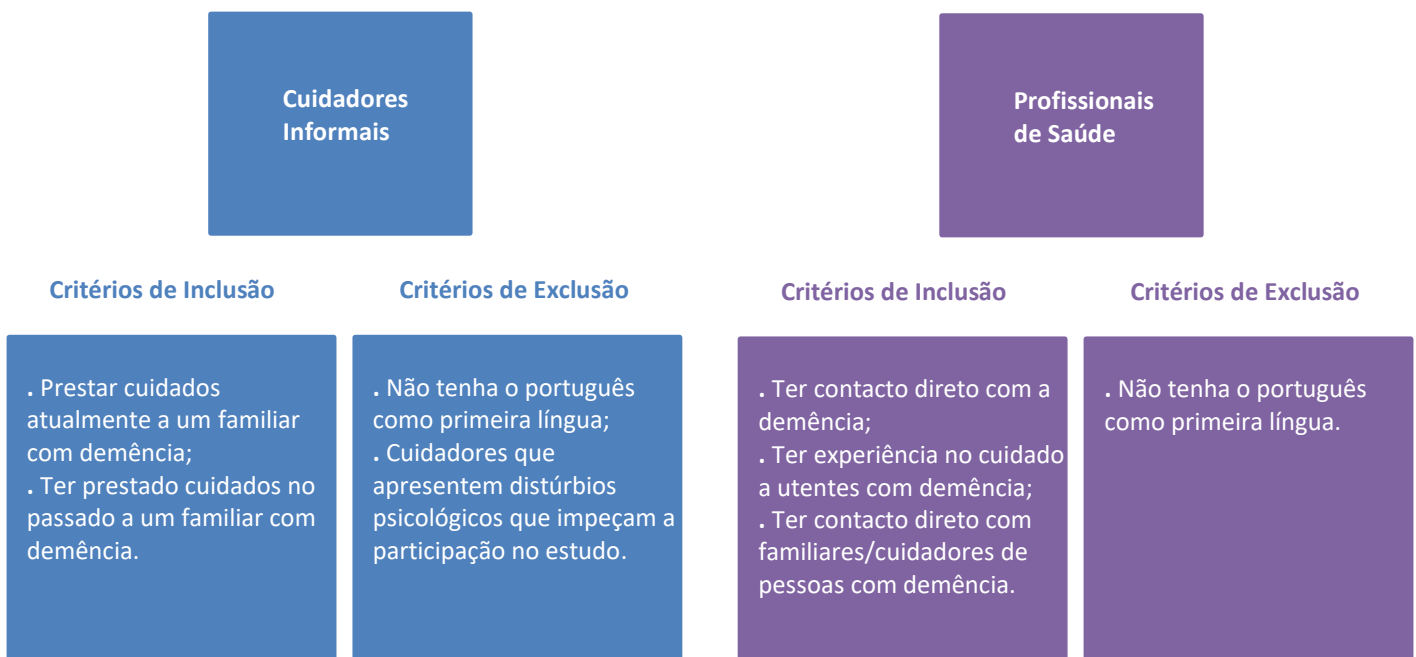 Cuidadores
Informais
Profissionais
de Saúde
Critérios de Inclusão
Critérios de Exclusão
Critérios de Inclusão
Critérios de Exclusão
. Prestar cuidados
atualmente a um familiar
com demência;
. Ter prestado cuidados no
passado a um familiar com
demência.
. Não tenha o português
como primeira língua;
. Cuidadores que
apresentem distúrbios
psicológicos que impeçam a
participação no estudo.
. Ter contacto direto com a
demência;
. Ter experiência no cuidado
a utentes com demência;
. Ter contacto direto com
familiares/cuidadores de
pessoas com demência.
. Não tenha o português
como primeira língua.